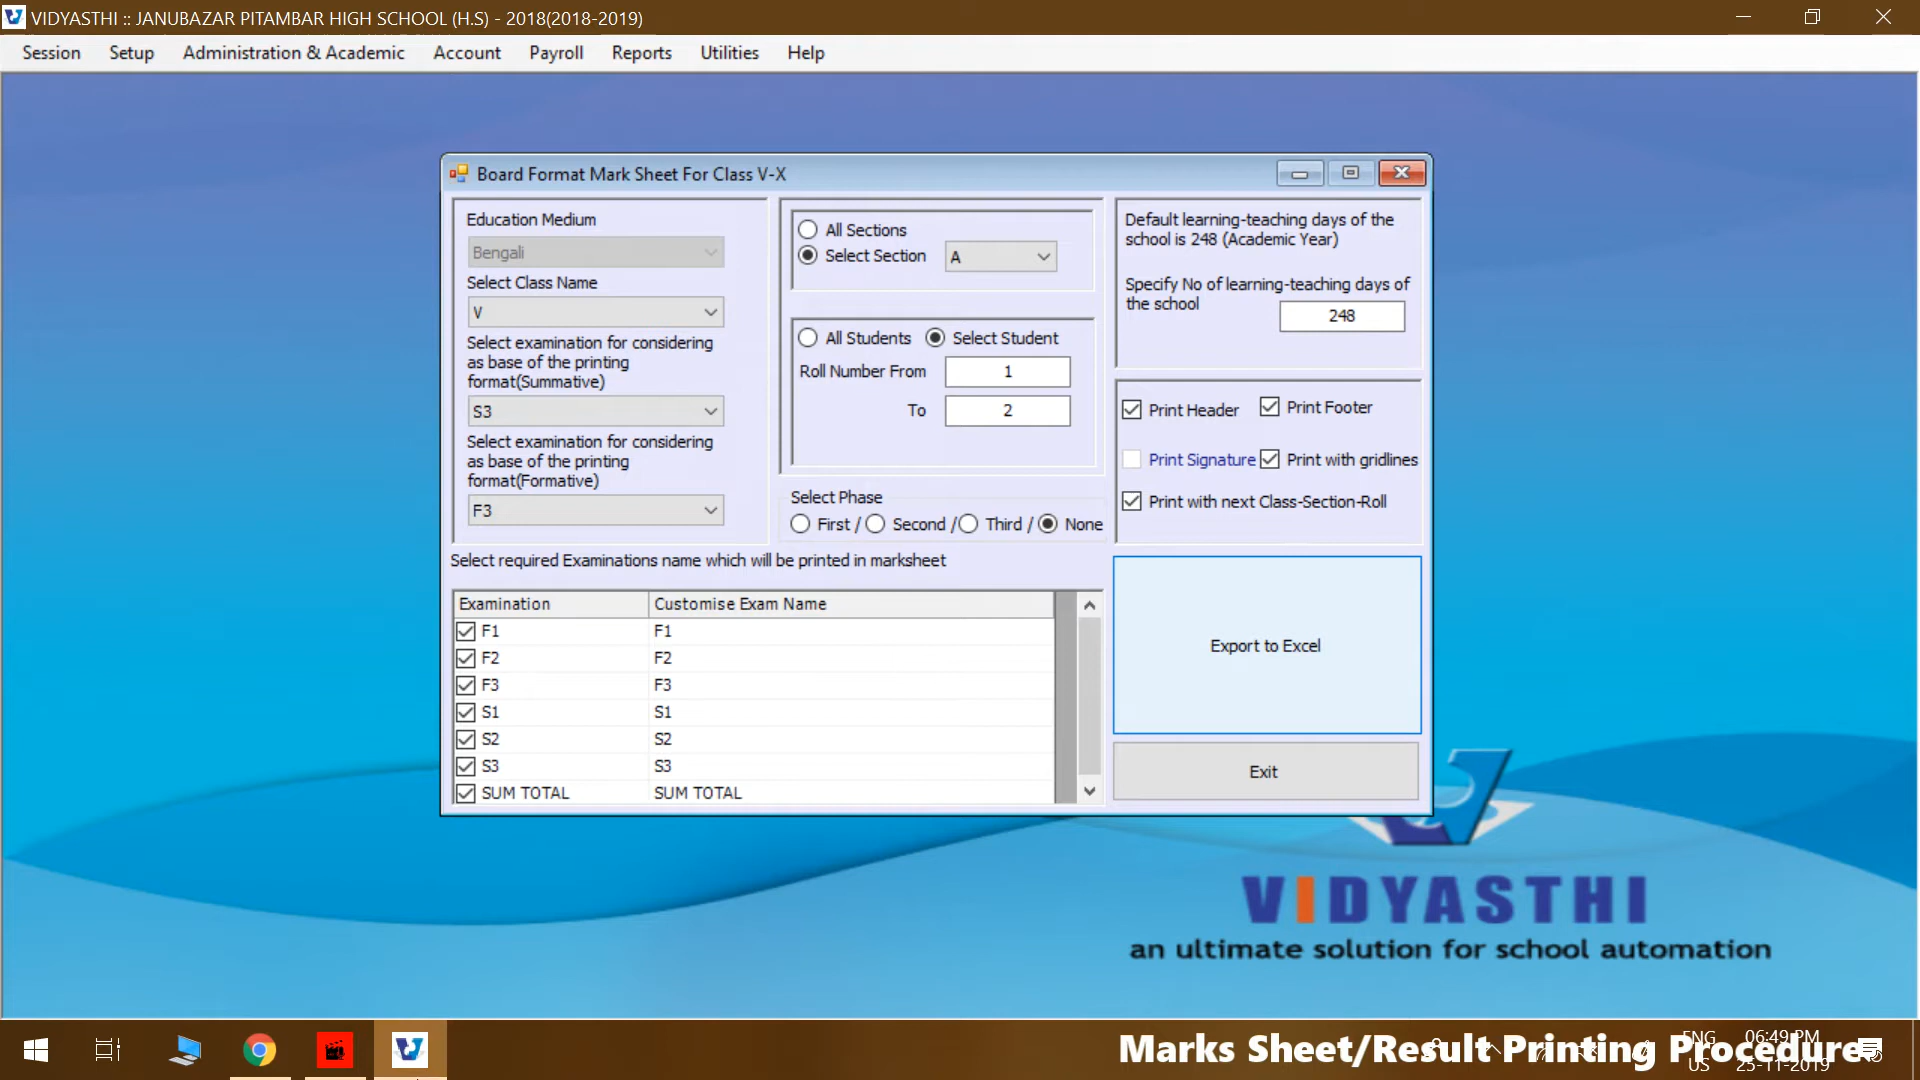 VIDYASTHI :: JANUBAZAR PITAMBAR HIGH SCHOOL (H.S) - 2018(2018-2019)
Session Setup Administration & Academic Account Payroll Reports Utilities Help
Board Format Mark Sheet For Class V-X
Education Medium
Bengali
Select Class Name
V
Select examination for considering
as base of the printing
format(Summative)
S3
Select examination for considering
as base of the printing
format(Formative)
F3
All Sections
Select Section A
All Students Select Student
Roll Number From 1
To 2
Select Phase
First / Second / Third / None
Default learning-teaching days of the
school is 248 (Academic Year)
Specify No of learning-teaching days of
the school
248
Print Header Print Footer
Print Signature Print with gridlines
Print with next Class-Section-Roll
Select required Examinations name which will be printed in marksheet
Examination Customise Exam Name
F1 F1
F2 F2
F3 F3
S1 S1
S2 S2
S3 S3
SUM TOTAL SUM TOTAL
Export to Excel
Exit
VIDYASTHI
an ultimate solution for school automation
Marks Sheet/Result Printing Procedure
ENG
US
06:49 PM
25-11-2019